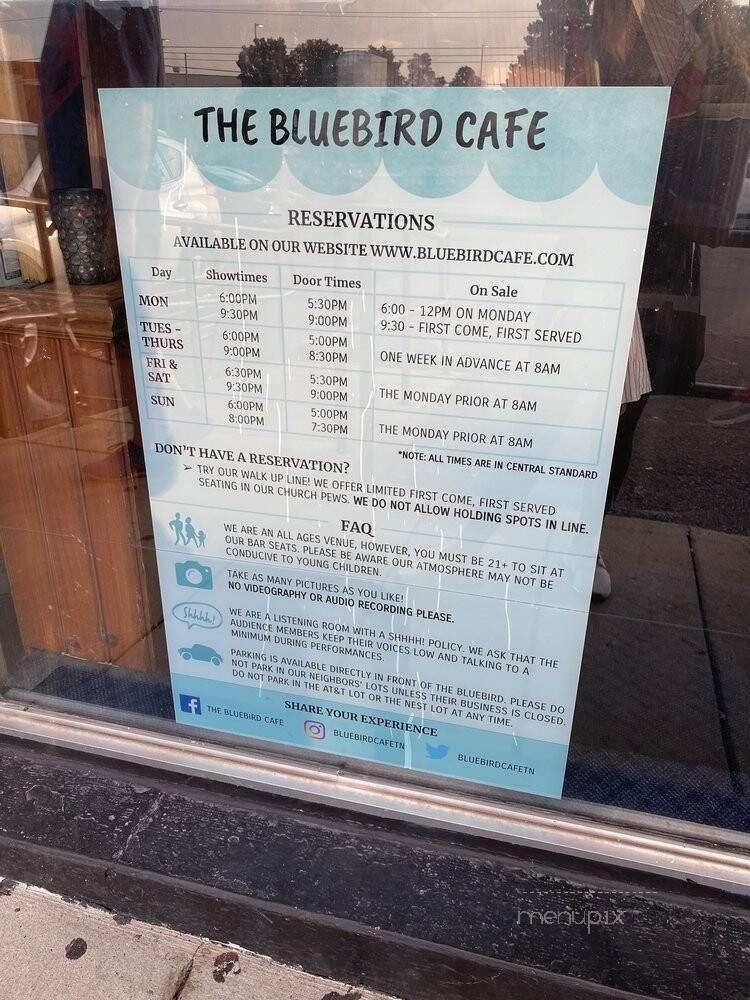 THE BLUEBIRD CAFE
RESERVATIONS
AVAILABLE ON OUR WEBSITE WWW.BLUEBIRDCAFE.COM
Day Showtimes Door Times On Sale
MON 6:00PM 5:30PM 6:00 - 12PM ON MONDAY
9:30PM 9:00PM 9:30 - FIRST COME, FIRST SERVED
TUES - THURS 6:00PM 5:00PM ONE WEEK IN ADVANCE AT 8AM
9:00PM 8:30PM
FRI & SAT 6:30PM 5:30PM THE MONDAY PRIOR AT 8AM
9:30PM 9:00PM
SUN 6:00PM 5:00PM THE MONDAY PRIOR AT 8AM
8:00PM 7:30PM
*NOTE: ALL TIMES ARE IN CENTRAL STANDARD
DON'T HAVE A RESERVATION?
➢ TRY OUR WALK UP LINE! WE OFFER LIMITED FIRST COME, FIRST SERVED
SEATING IN OUR CHURCH PEWS. WE DO NOT ALLOW HOLDING SPOTS IN LINE.
FAQ
WE ARE AN ALL AGES VENUE, HOWEVER, YOU MUST BE 21+ TO SIT AT
OUR BAR SEATS. PLEASE BE AWARE OUR ATMOSPHERE MAY NOT BE
CONDUCIVE TO YOUNG CHILDREN.
TAKE AS MANY PICTURES AS YOU LIKE!
NO VIDEOGRAPHY OR AUDIO RECORDING PLEASE.
Shhhh!
WE ARE A LISTENING ROOM WITH A SHHHH! POLICY. WE ASK THAT THE
AUDIENCE MEMBERS KEEP THEIR VOICES LOW AND TALKING TO A
MINIMUM DURING PERFORMANCES.
PARKING IS AVAILABLE DIRECTLY IN FRONT OF THE BLUEBIRD. PLEASE DO
NOT PARK IN OUR NEIGHBORS' LOTS UNLESS THEIR BUSINESS IS CLOSED.
DO NOT PARK IN THE AT&T LOT OR THE NEST LOT AT ANY TIME.
SHARE YOUR EXPERIENCE
THE BLUEBIRD CAFE
BLUEBIRDCAFETN
BLUEBIRDCAFETN
menupix